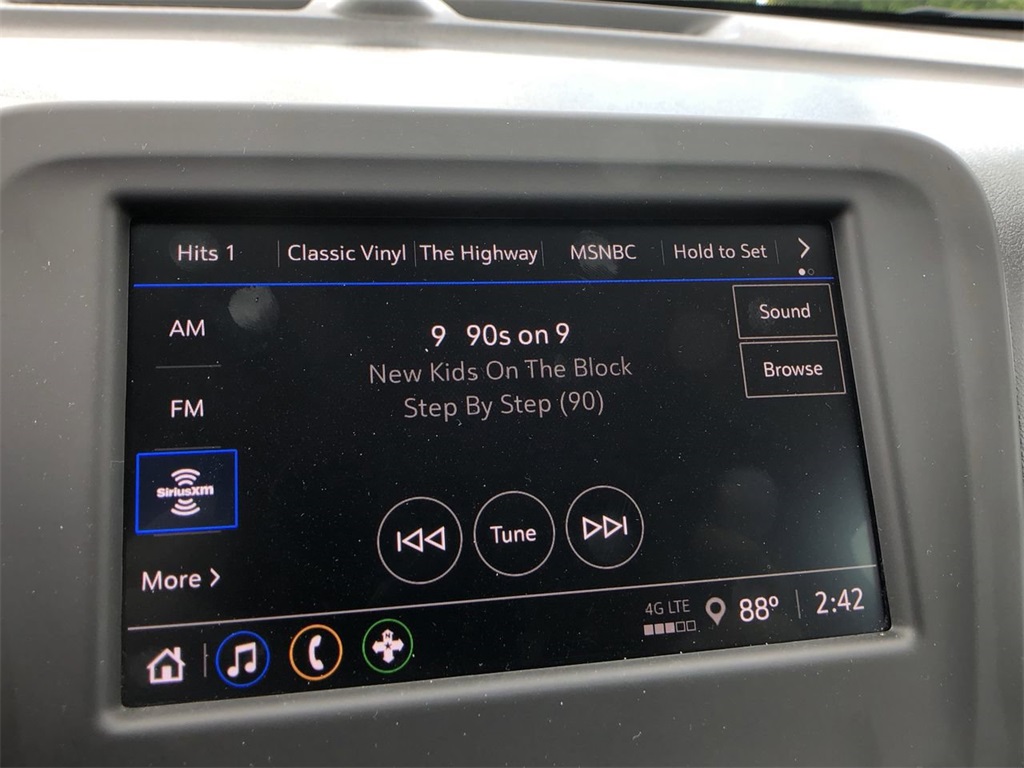 Hits 1 Classic Vinyl The Highway MSNBC Hold to Set
AM
9 90s on 9
Sound
New Kids On The Block
Browse
FM
Step By Step (90)
SiriusXM
Tune
More
4G LTE
88°
2:42
N